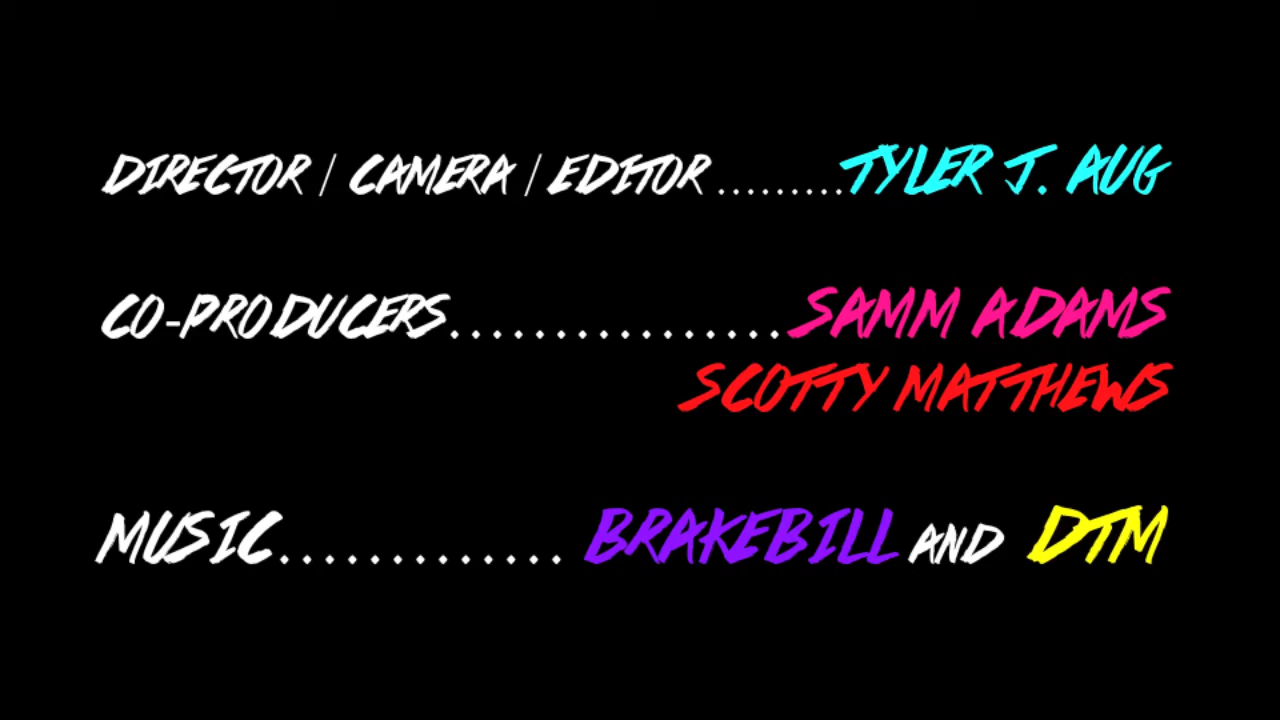 DIRECTOR / CAMERA / EDITOR .........TYLER J. AUG
CO-PRODUCERS................SAMM ADAMS
SCOTTY MATTHEWS
MUSIC............. BRAKEBILL AND DTM